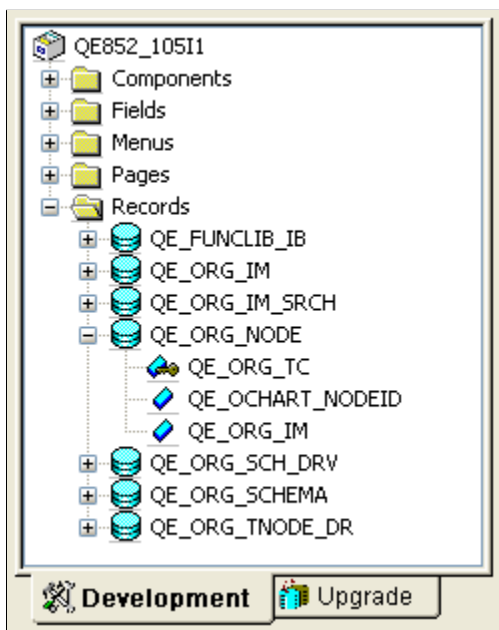 QE852_105I1
Components
Fields
Menus
Pages
Records
QE_FUNCLIB_IB
QE_ORG_IM
QE_ORG_IM_SRCH
QE_ORG_NODE
QE_ORG_TC
QE_OCHART_NODEID
QE_ORG_IM
QE_ORG_SCH_DRV
QE_ORG_SCHEMA
QE_ORG_TNODE_DR
Development Upgrade